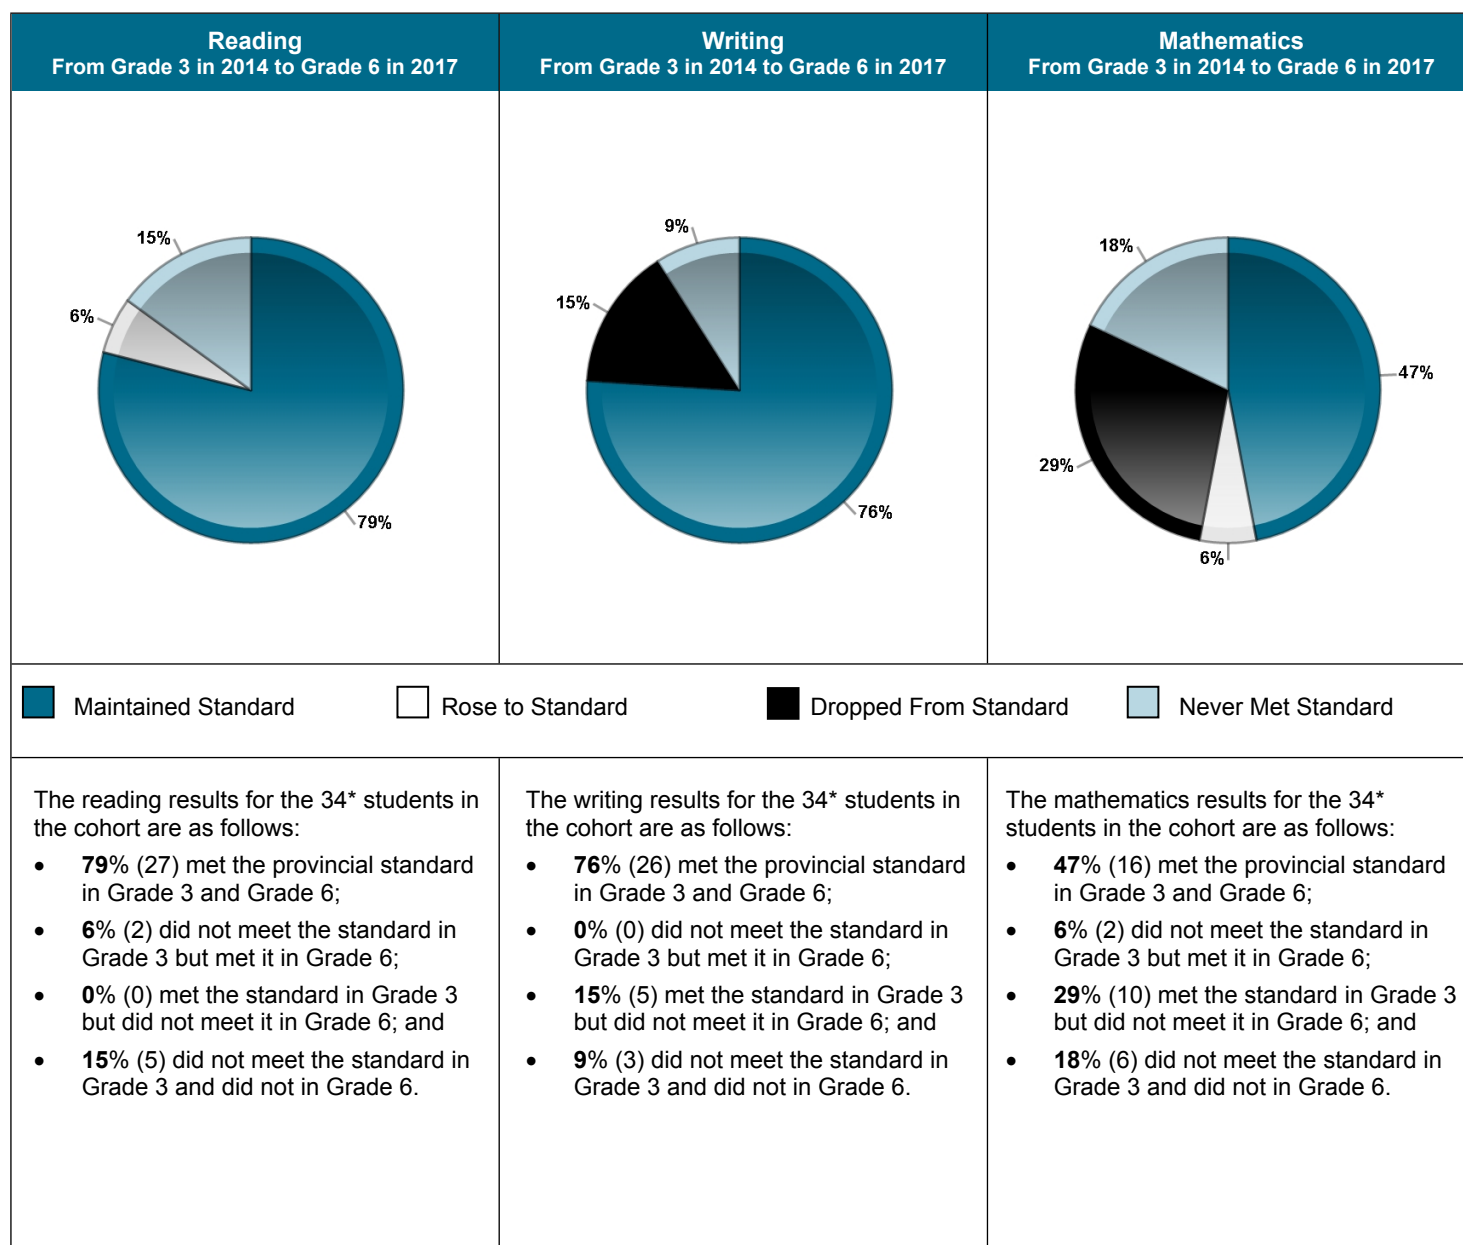 Reading
From Grade 3 in 2014 to Grade 6 in 2017
Writing
From Grade 3 in 2014 to Grade 6 in 2017
Mathematics
From Grade 3 in 2014 to Grade 6 in 2017
15%
6%
79%
9%
15%
76%
18%
47%
29%
6%
Maintained Standard
Rose to Standard
Dropped From Standard
Never Met Standard
The reading results for the 34* students in
the cohort are as follows:
• 79% (27) met the provincial standard
in Grade 3 and Grade 6;
• 6% (2) did not meet the standard in
Grade 3 but met it in Grade 6;
• 0% (0) met the standard in Grade 3
but did not meet it in Grade 6; and
• 15% (5) did not meet the standard in
Grade 3 and did not in Grade 6.
The writing results for the 34* students in
the cohort are as follows:
• 76% (26) met the provincial standard
in Grade 3 and Grade 6;
• 0% (0) did not meet the standard in
Grade 3 but met it in Grade 6;
• 15% (5) met the standard in Grade 3
but did not meet it in Grade 6; and
• 9% (3) did not meet the standard in
Grade 3 and did not in Grade 6.
The mathematics results for the 34*
students in the cohort are as follows:
• 47% (16) met the provincial standard
in Grade 3 and Grade 6;
• 6% (2) did not meet the standard in
Grade 3 but met it in Grade 6;
• 29% (10) met the standard in Grade 3
but did not meet it in Grade 6; and
• 18% (6) did not meet the standard in
Grade 3 and did not in Grade 6.